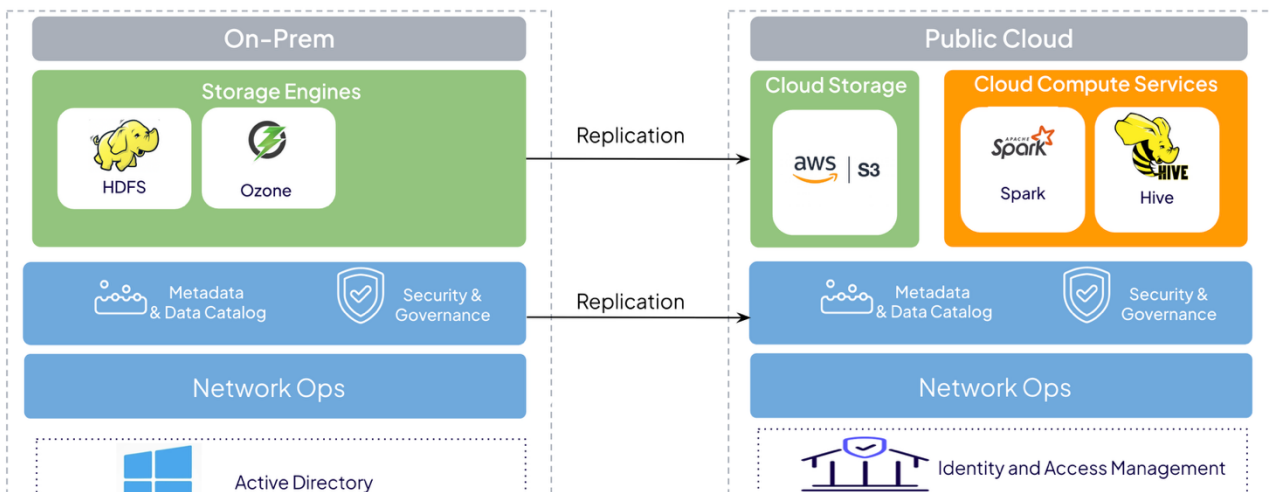 On-Prem
Storage Engines
HDFS
Ozone
Metadata
& Data Catalog
Security &
Governance
Network Ops
Active Directory
Replication
Replication
Public Cloud
Cloud Storage
aws | S3
Cloud Compute Services
APACHE
Spark
Spark
HIVE
Hive
Metadata
& Data Catalog
Security &
Governance
Network Ops
Identity and Access Management